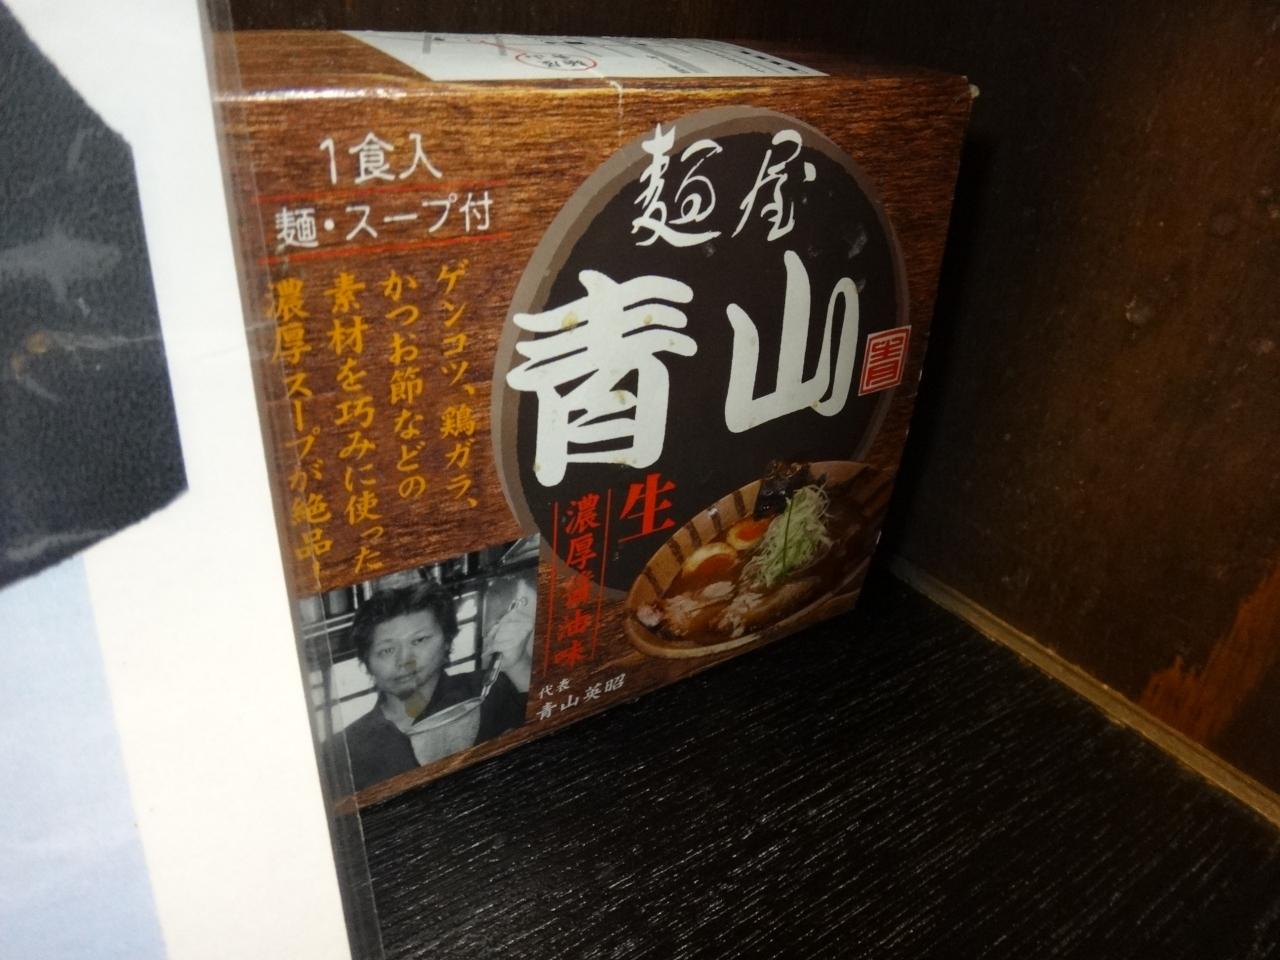 1食入
麺・スープ付
ゲンコツ、鶏ガラ、
かつお節などの
素材を巧みに使った
濃厚スープが絶品!
麺屋
青山
青
生
濃厚醤油味
代表
青山英昭